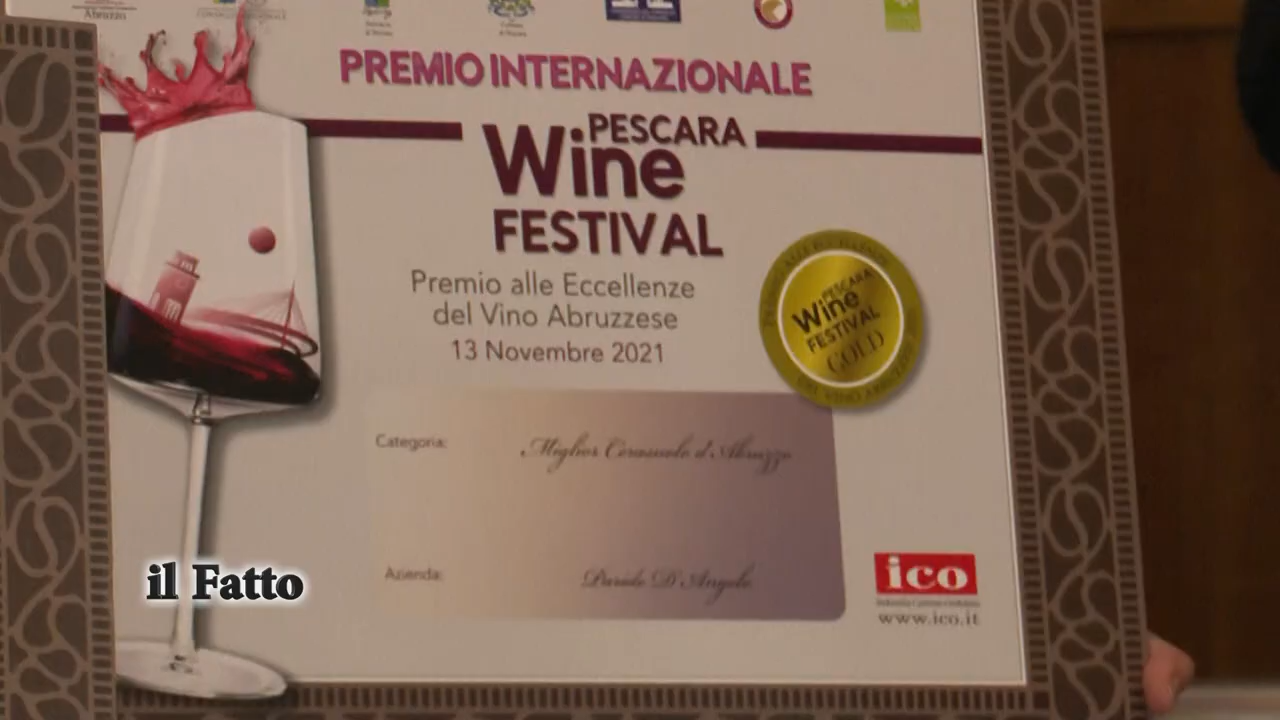 Abruzzo
PREMIO INTERNAZIONALE
PESCARA
Wine
FESTIVAL
Premio alle Eccellenze
del Vino Abruzzese
13 Novembre 2021
PESCARA
Wine
FESTIVAL
GOLD
Categoria:
Miglior Cerasuolo d'Abruzzo
Azienda:
D'Angelo
ico
www.ico.it
il Fatto